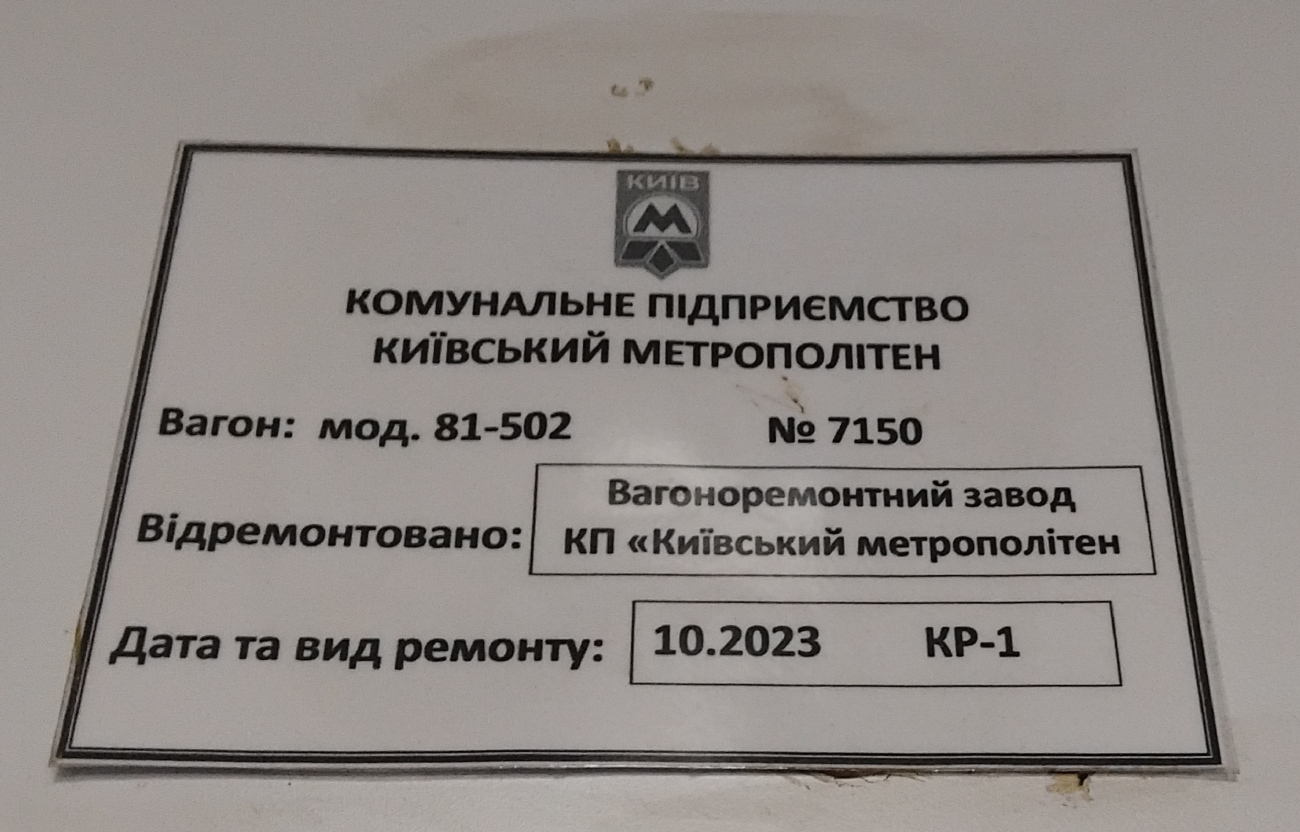 КИЇВ
М
КОМУНАЛЬНЕ ПІДПРИЄМСТВО
КИЇВСЬКИЙ МЕТРОПОЛІТЕН
Вагон: мод. 81-502 № 7150
Відремонтовано:
Вагоноремонтний завод
КП «Київський метрополітен
Дата та вид ремонту: 10.2023 КР-1